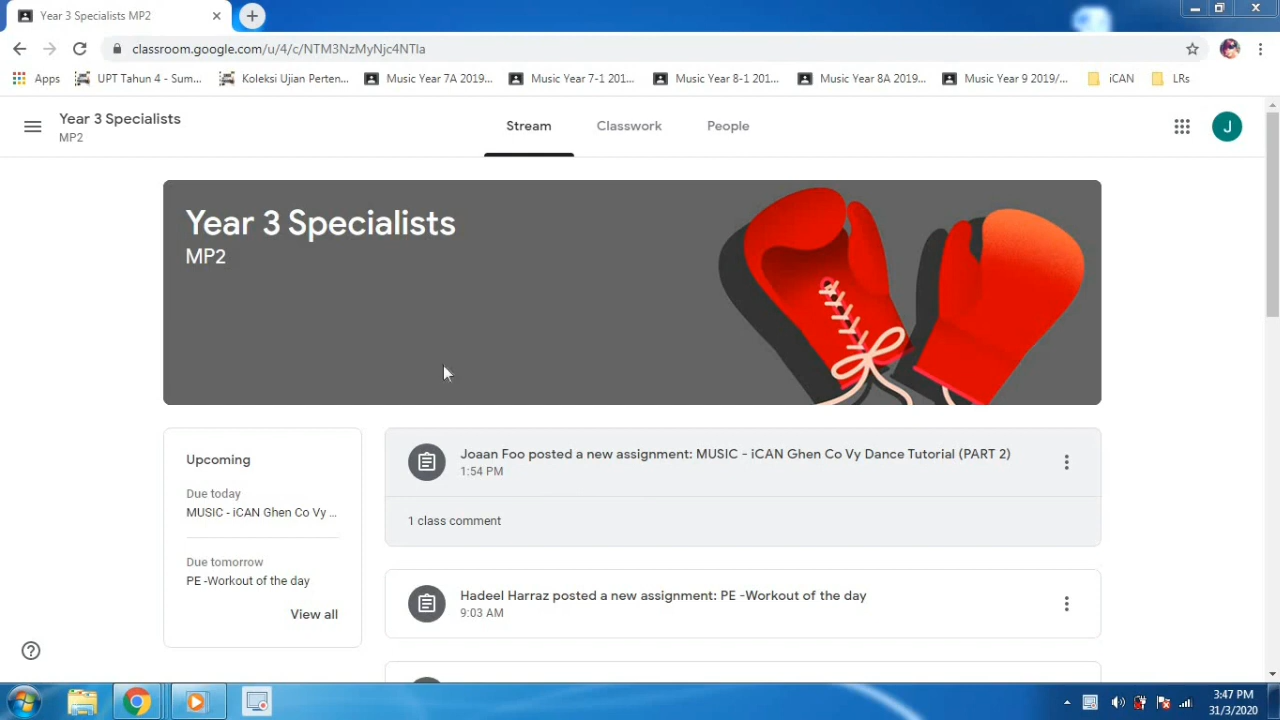 Year 3 Specialists MP2
classroom.google.com/u/4/c/NTM3NzMyNjc4NTIa
Apps
UPT Tahun 4 - Sum...
Koleksi Ujian Perten...
Music Year 7A 2019...
Music Year 7-1 201...
Music Year 8-1 201...
Music Year 8A 2019...
Music Year 9 2019/...
iCAN
LRs
Year 3 Specialists
MP2
Stream
Classwork
People
J
Year 3 Specialists
MP2
Upcoming
Due today
MUSIC - iCAN Ghen Co Vy ...
Due tomorrow
PE -Workout of the day
View all
Joaan Foo posted a new assignment: MUSIC - iCAN Ghen Co Vy Dance Tutorial (PART 2)
1:54 PM
1 class comment
Hadeel Harraz posted a new assignment: PE -Workout of the day
9:03 AM
3:47 PM
31/3/2020